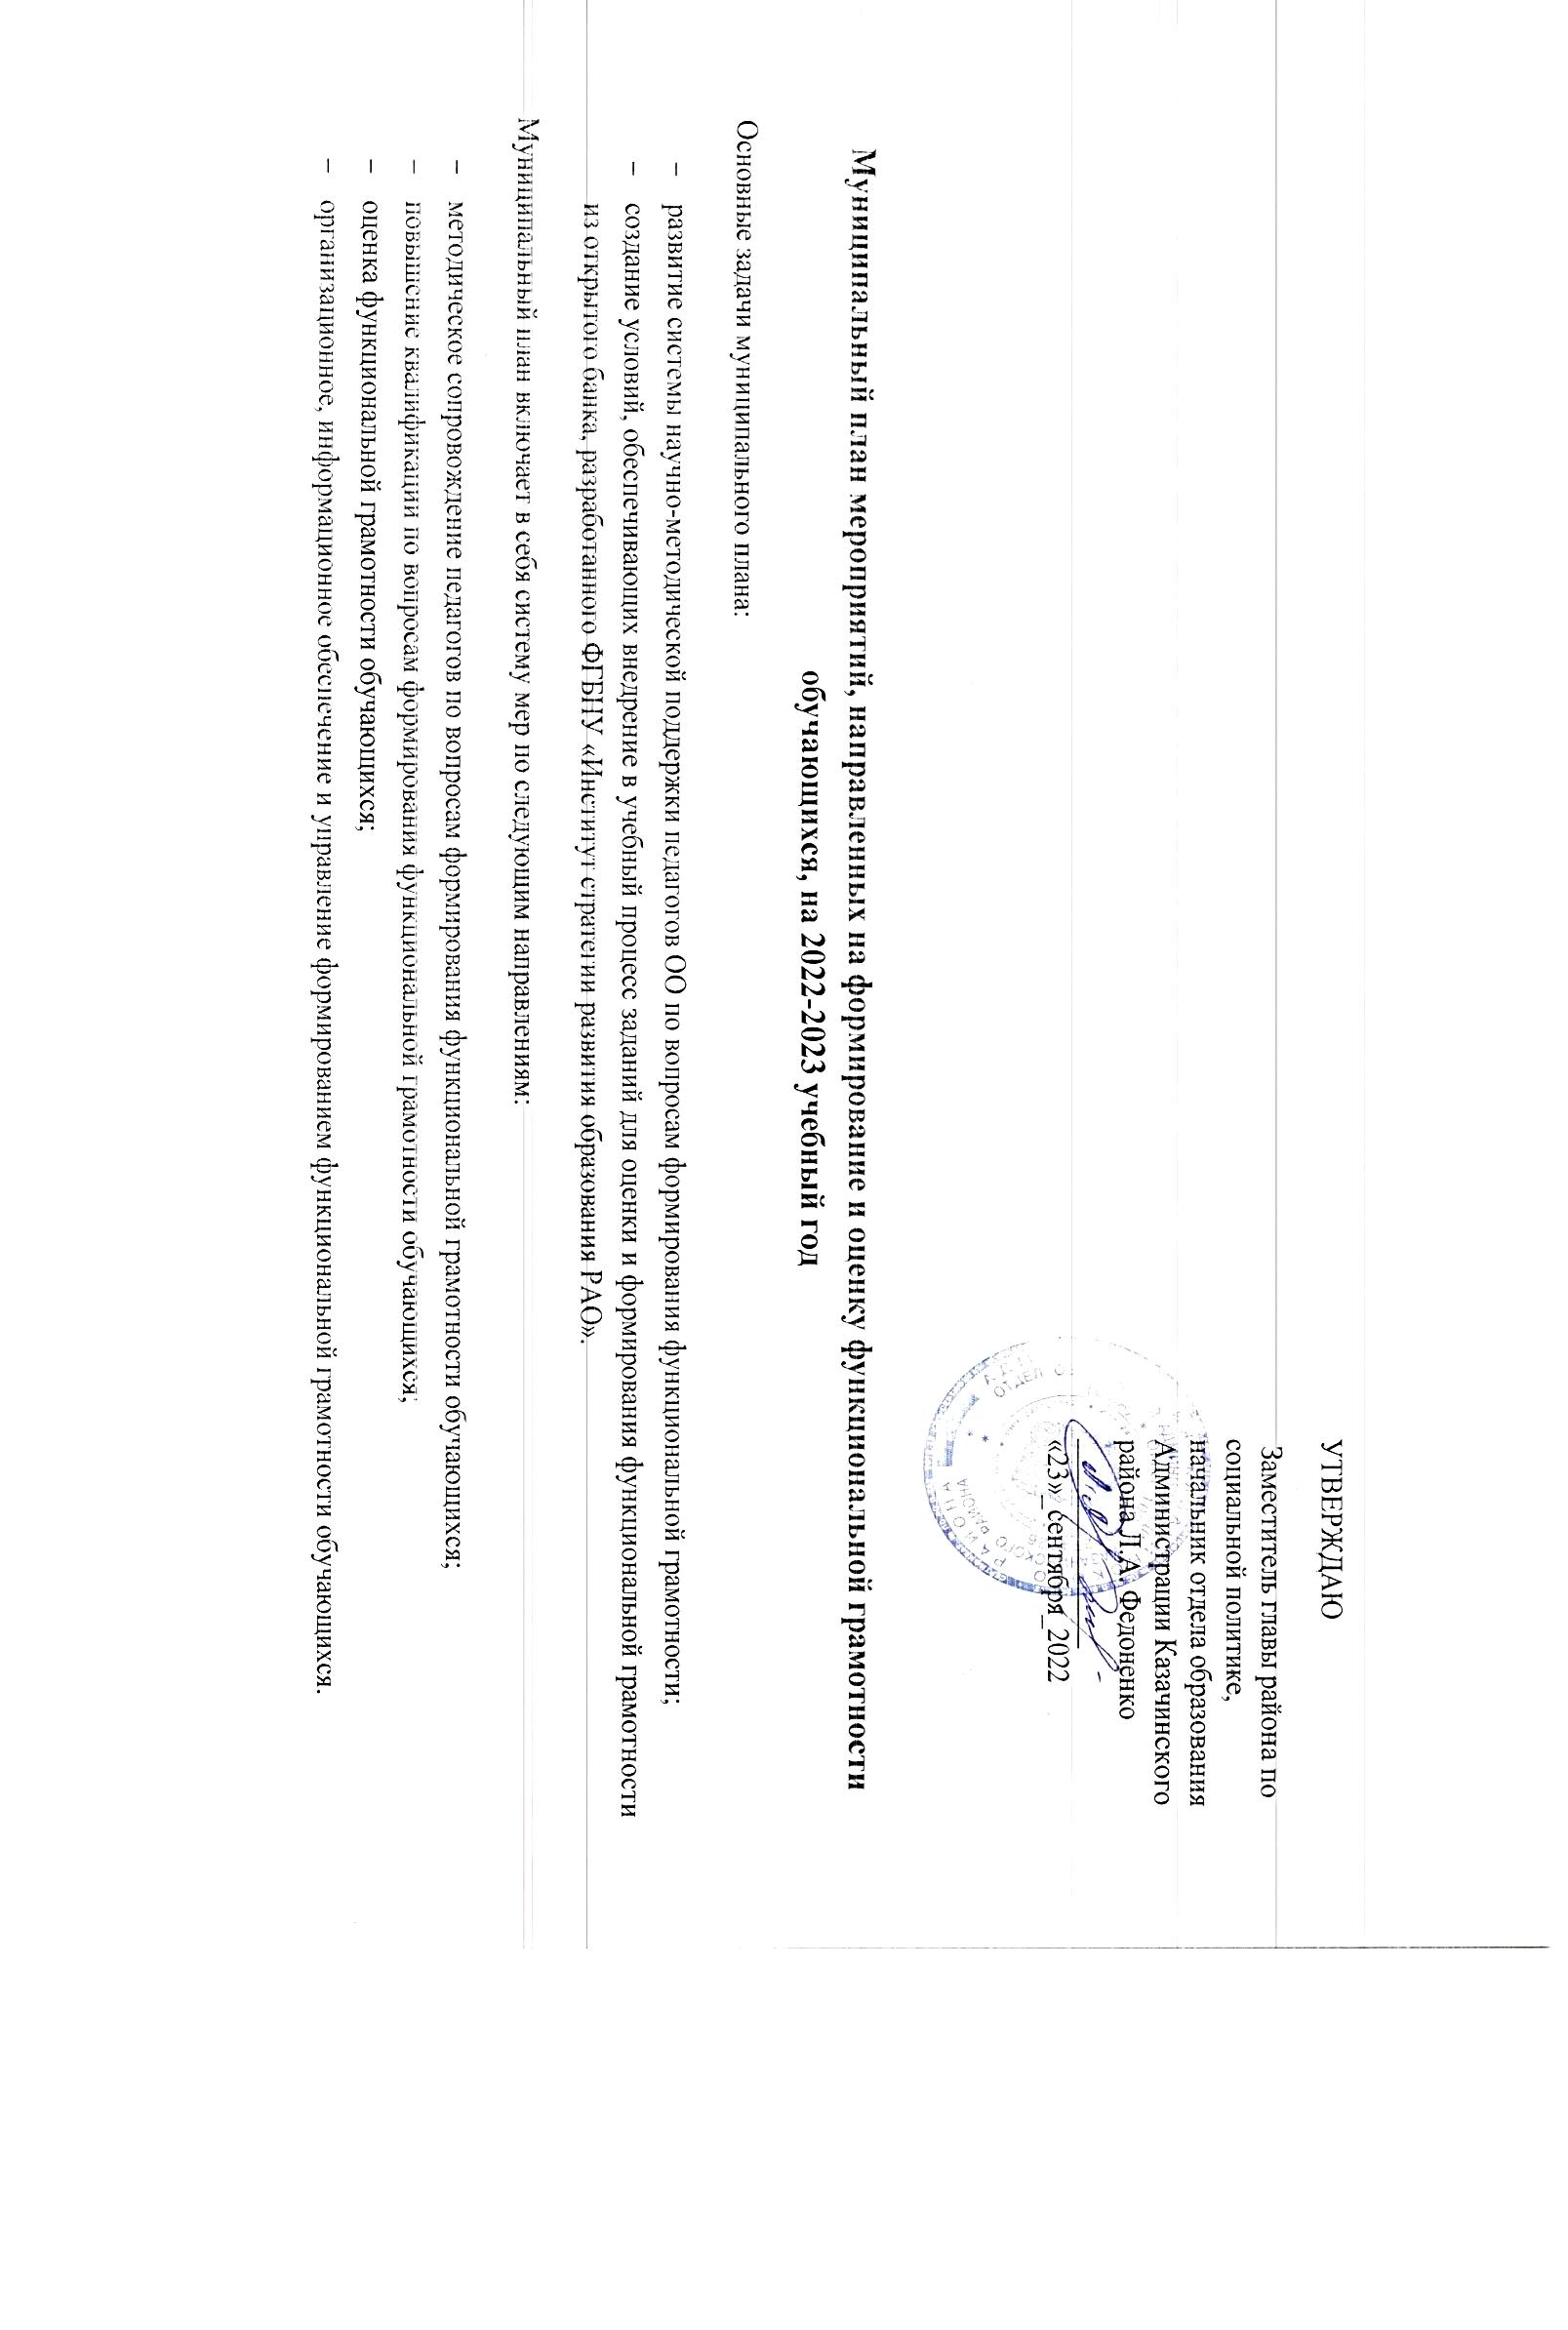 УТВЕРЖДАЮ
Заместитель главы района по
социальной политике,
начальник отдела образования
Администрации Казачинского
района Л.А. Федоненко
«23»_сентября_2022
Муниципальный план мероприятий, направленных на формирование и оценку функциональной грамотности
обучающихся, на 2022-2023 учебный год
Основные задачи муниципального плана:
− развитие системы научно-методической поддержки педагогов ОО по вопросам формирования функциональной грамотности;
− создание условий, обеспечивающих внедрение в учебный процесс заданий для оценки и формирования функциональной грамотности
из открытого банка, разработанного ФГБНУ «Институт стратегии развития образования РАО».
Муниципальный план включает в себя систему мер по следующим направлениям:
− методическое сопровождение педагогов по вопросам формирования функциональной грамотности обучающихся;
− повышение квалификации по вопросам формирования функциональной грамотности обучающихся;
− оценка функциональной грамотности обучающихся;
− организационное, информационное обеспечение и управление формированием функциональной грамотности обучающихся.
ОТДЕЛ
РАЙОНА
РАЙОНА